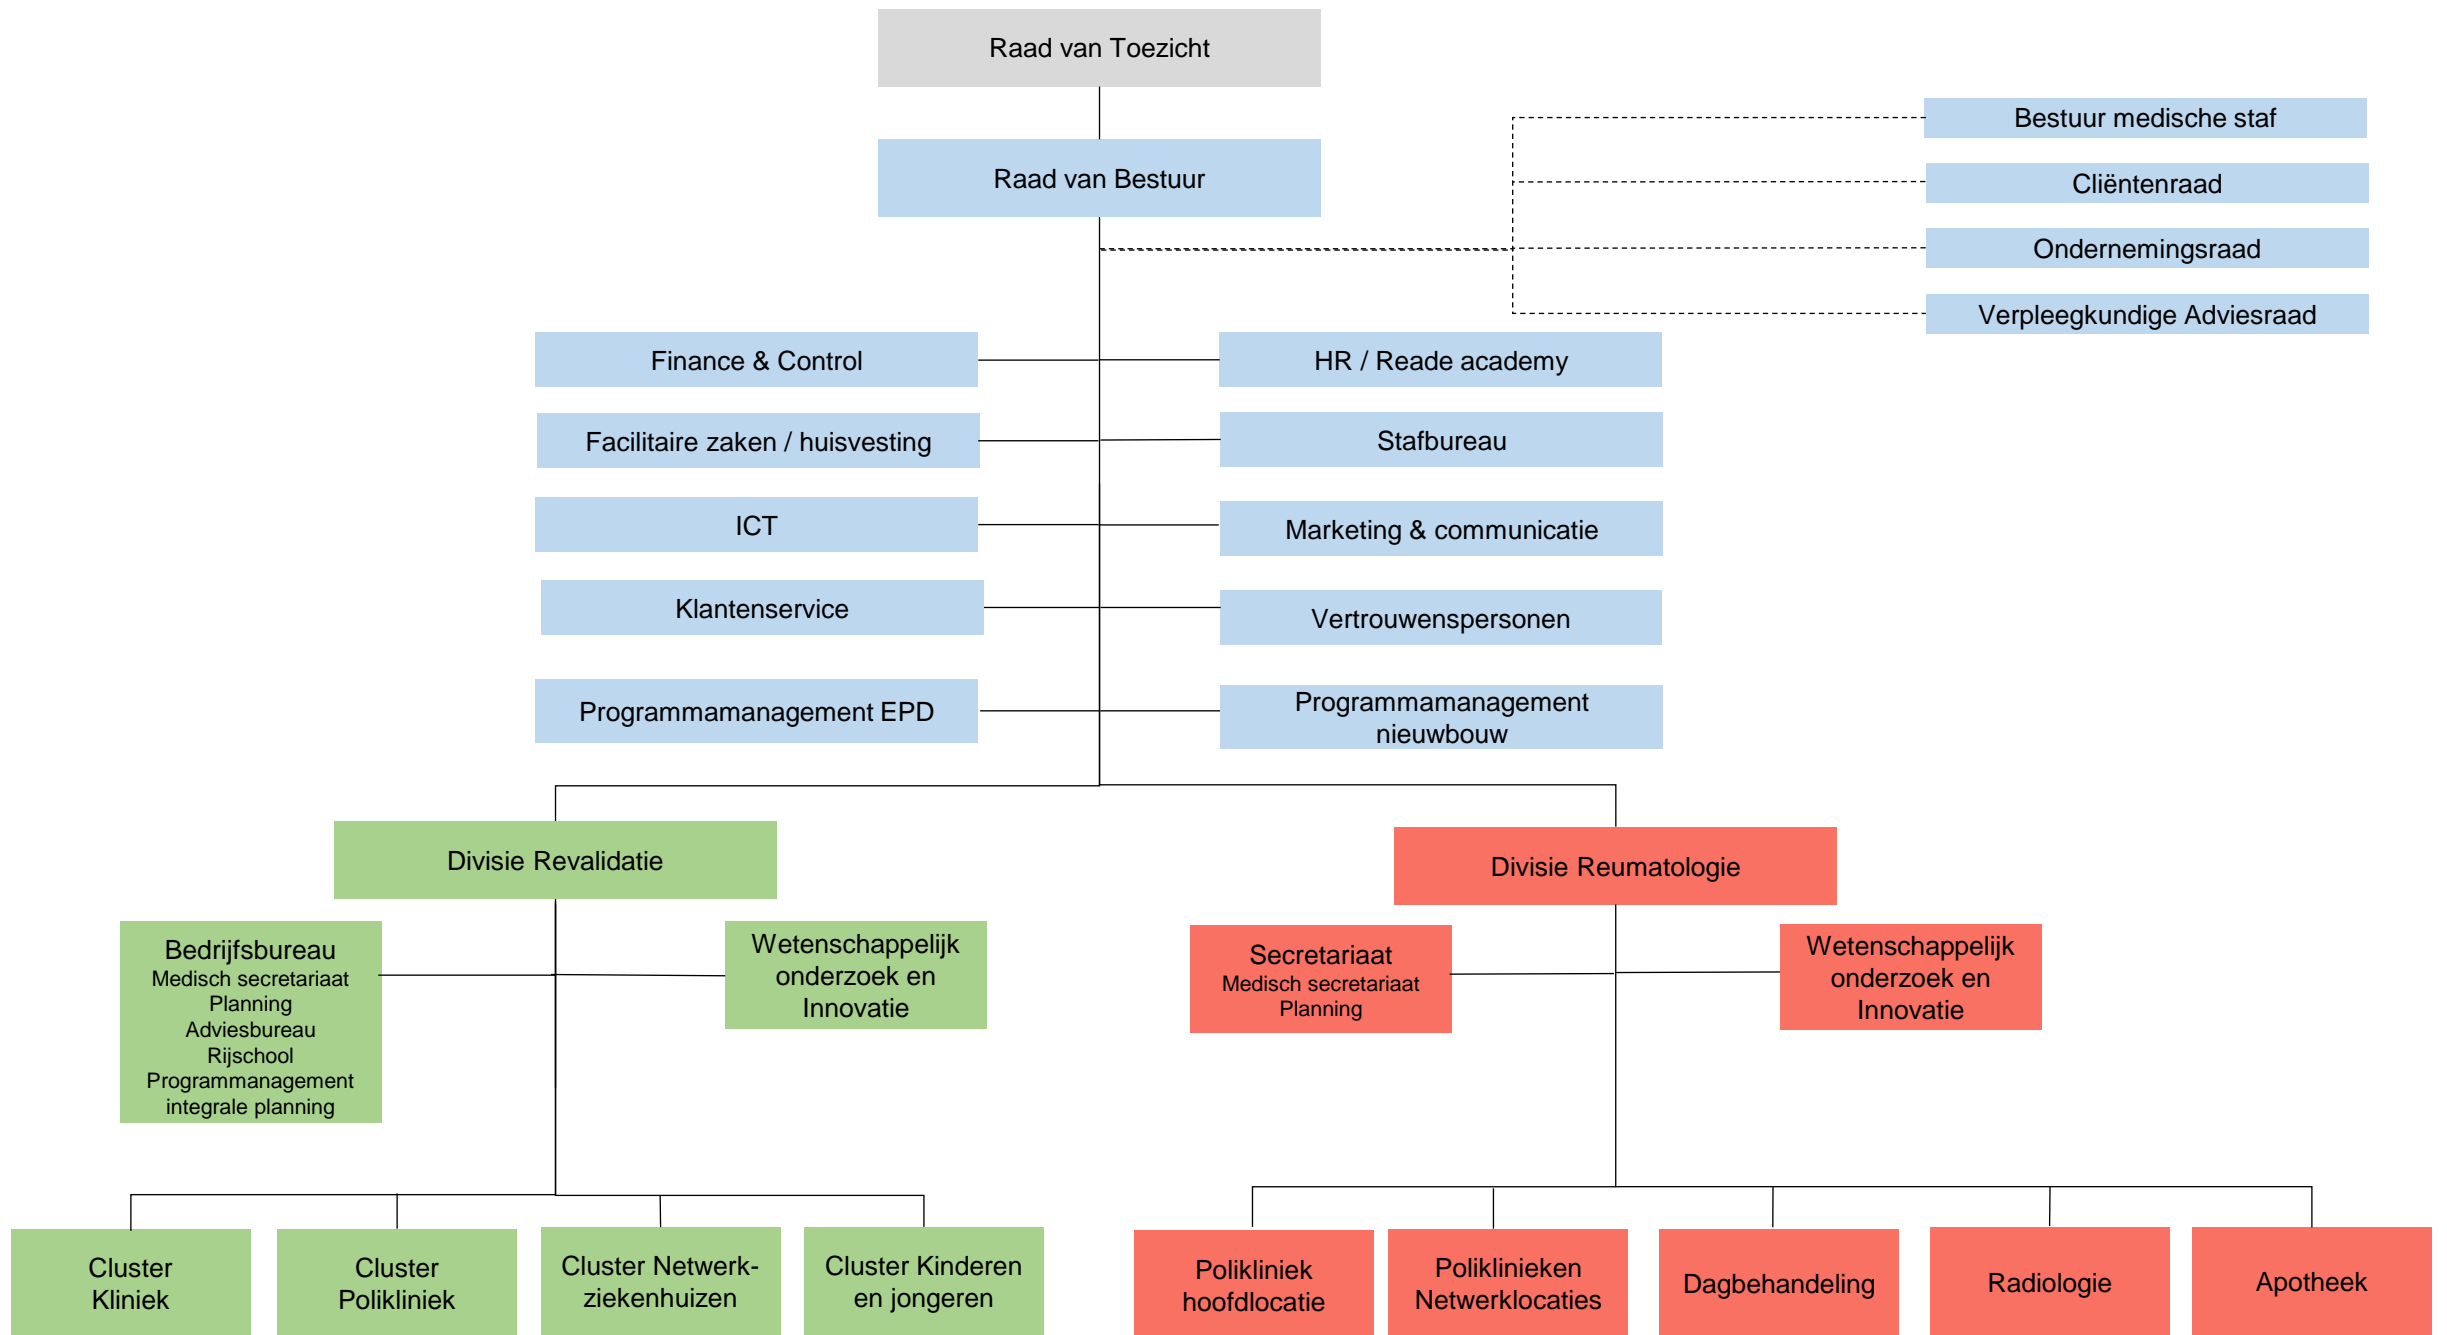 Raad van Toezicht
Raad van Bestuur
Bestuur medische staf
Cliëntenraad
Ondernemingsraad
Verpleegkundige Adviesraad
Finance & Control
HR / Reade academy
Facilitaire zaken / huisvesting
Stafbureau
ICT
Marketing & communicatie
Klantenservice
Vertrouwenspersonen
Programmamanagement EPD
Programmamanagement
nieuwbouw
Divisie Revalidatie
Divisie Reumatologie
Bedrijfsbureau
Medisch secretariaat
Planning
Adviesbureau
Rijschool
Programmanagement
integrale planning
Wetenschappelijk
onderzoek en
Innovatie
Secretariaat
Medisch secretariaat
Planning
Wetenschappelijk
onderzoek en
Innovatie
Cluster
Kliniek
Cluster
Polikliniek
Cluster Netwerk-
ziekenhuizen
Cluster Kinderen
en jongeren
Polikliniek
hoofdlocatie
Poliklinieken
Netwerklocaties
Dagbehandeling
Radiologie
Apotheek